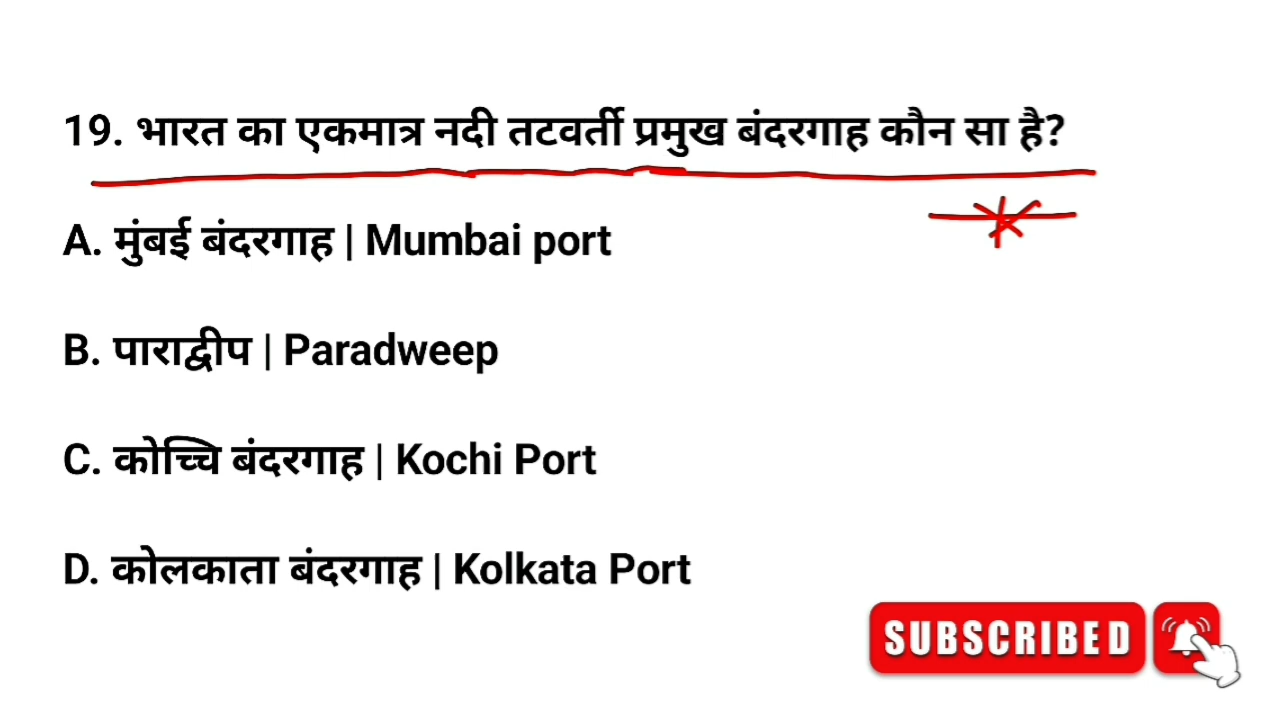 19. भारत का एकमात्र नदी तटवर्ती प्रमुख बंदरगाह कौन सा है?
A. मुंबई बंदरगाह | Mumbai port
B. पाराद्वीप | Paradweep
C. कोच्चि बंदरगाह | Kochi Port
D. कोलकाता बंदरगाह | Kolkata Port
SUBSCRIBED